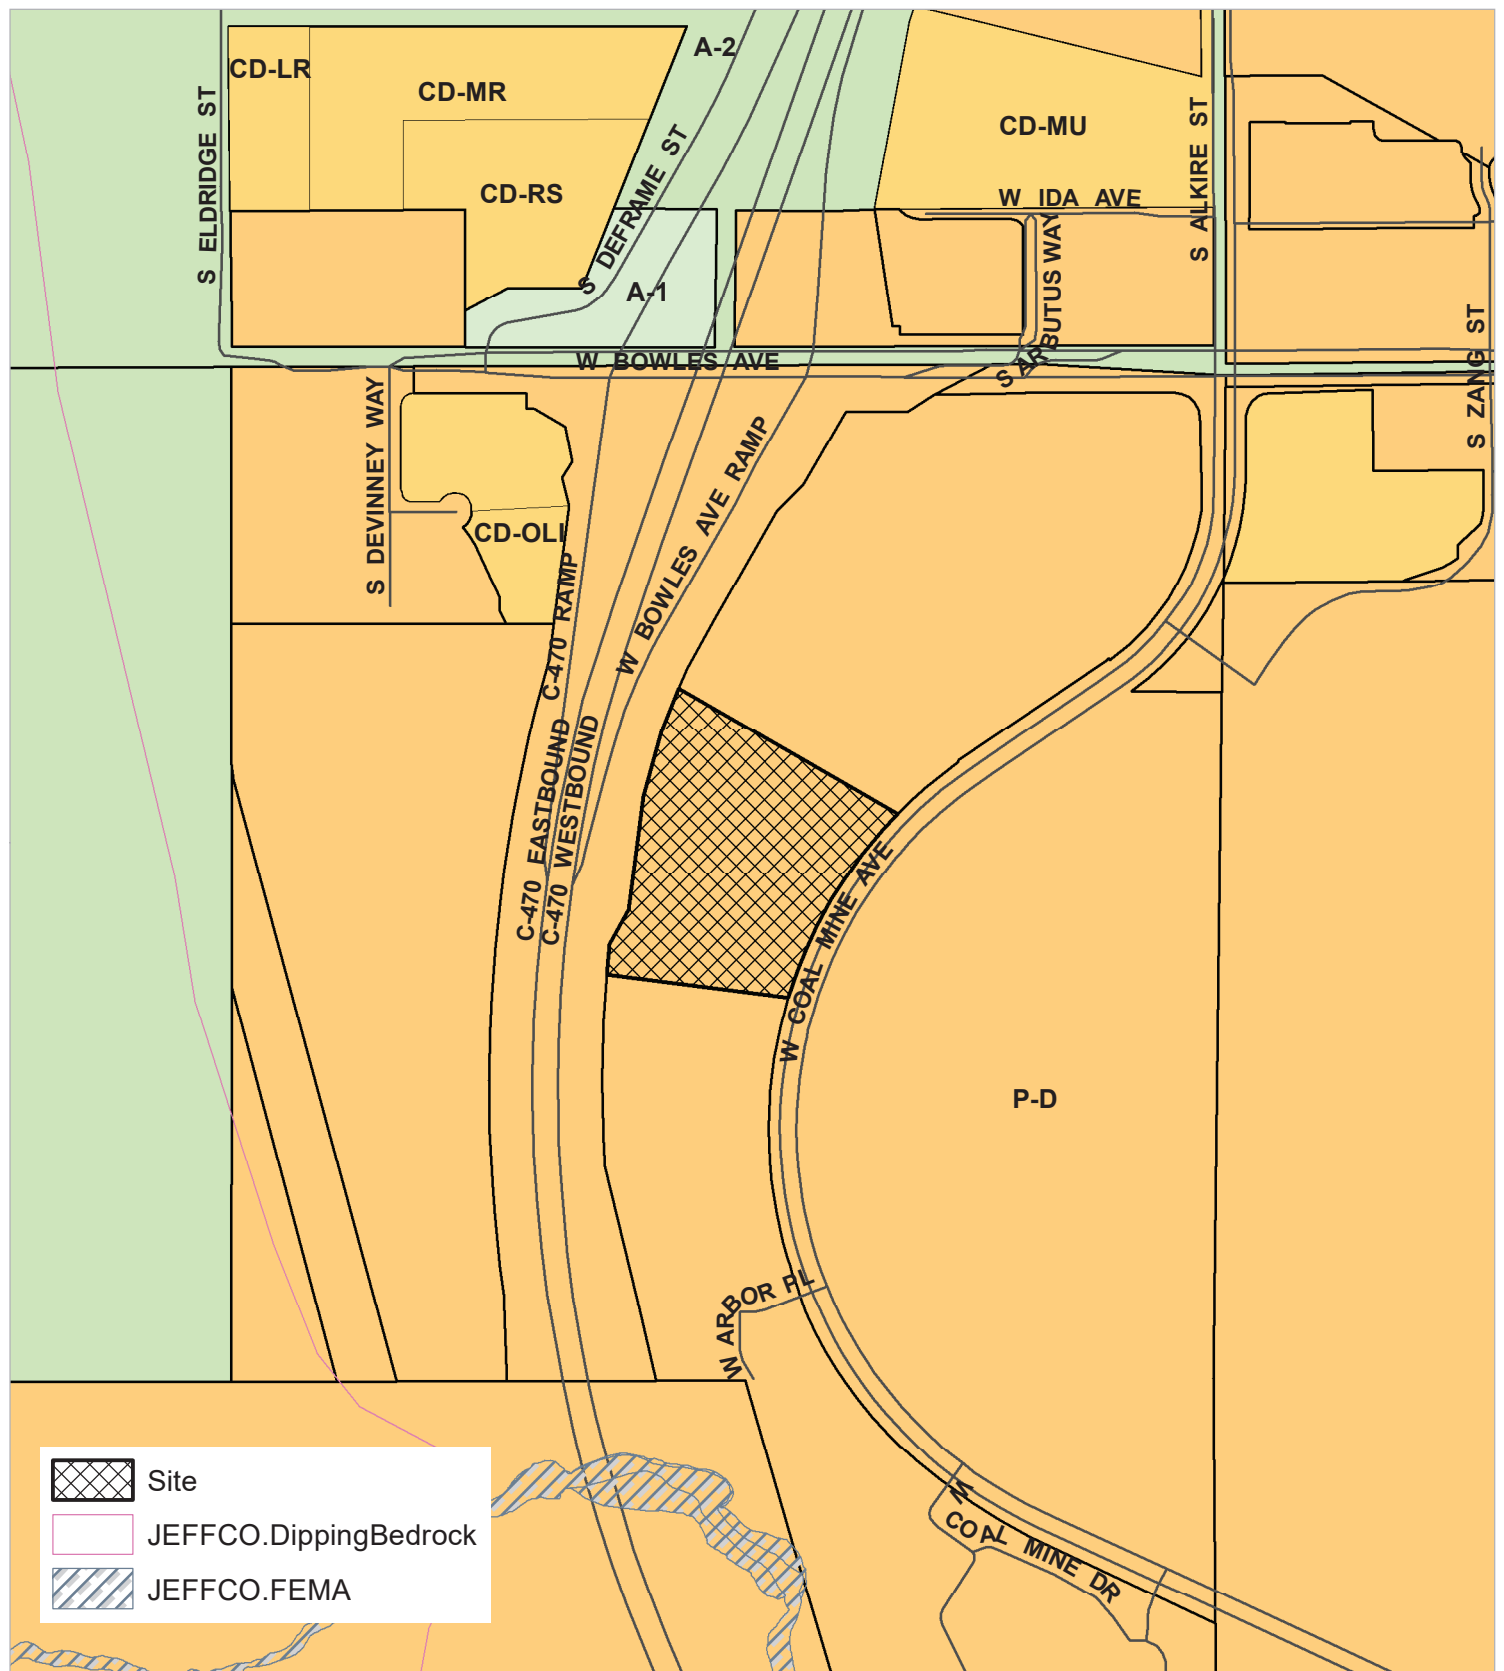 A-2
CD-LR
CD-MR
CD-MU
S ELDRIDGE ST
S DEFRAME ST
S ALKIRE ST
CD-RS
W IDA AVE
A-1
S ARBUTUS WAY
W BOWLES AVE
S ZANG ST
S DEVINNEY WAY
CD-OLI
W BOWLES AVE RAMP
C-470 RAMP
C-470 EASTBOUND
C-470 WESTBOUND
W COAL MINE AVE
P-D
W ARBOR PL
W COAL MINE DR
Site
JEFFCO.DippingBedrock
JEFFCO.FEMA